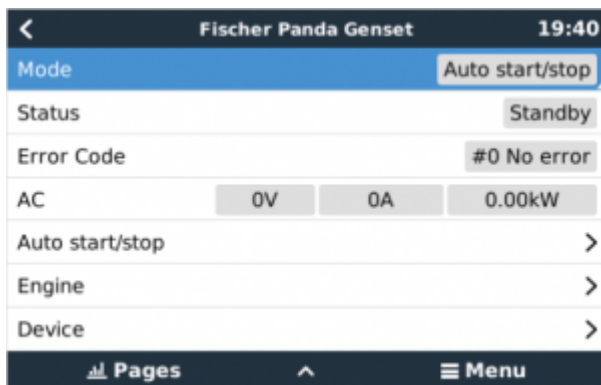 Fischer Panda Genset 19:40
Mode Auto start/stop
Status Standby
Error Code #0 No error
AC 0V 0A 0.00kW
Auto start/stop
Engine
Device
Pages Menu